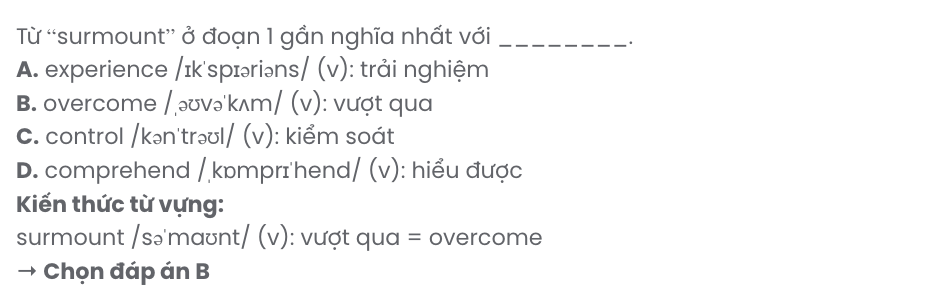 Từ “surmount” ở đoạn 1 gần nghĩa nhất với ________.
A. experience /ɪkˈspɪəriəns/ (v): trải nghiệm
B. overcome /ˌəʊvəˈkʌm/ (v): vượt qua
C. control /kənˈtrəʊl/ (v): kiểm soát
D. comprehend /ˌkɒmprɪˈhend/ (v): hiểu được
Kiến thức từ vựng:
surmount /səˈmaʊnt/ (v): vượt qua = overcome
→ Chọn đáp án B